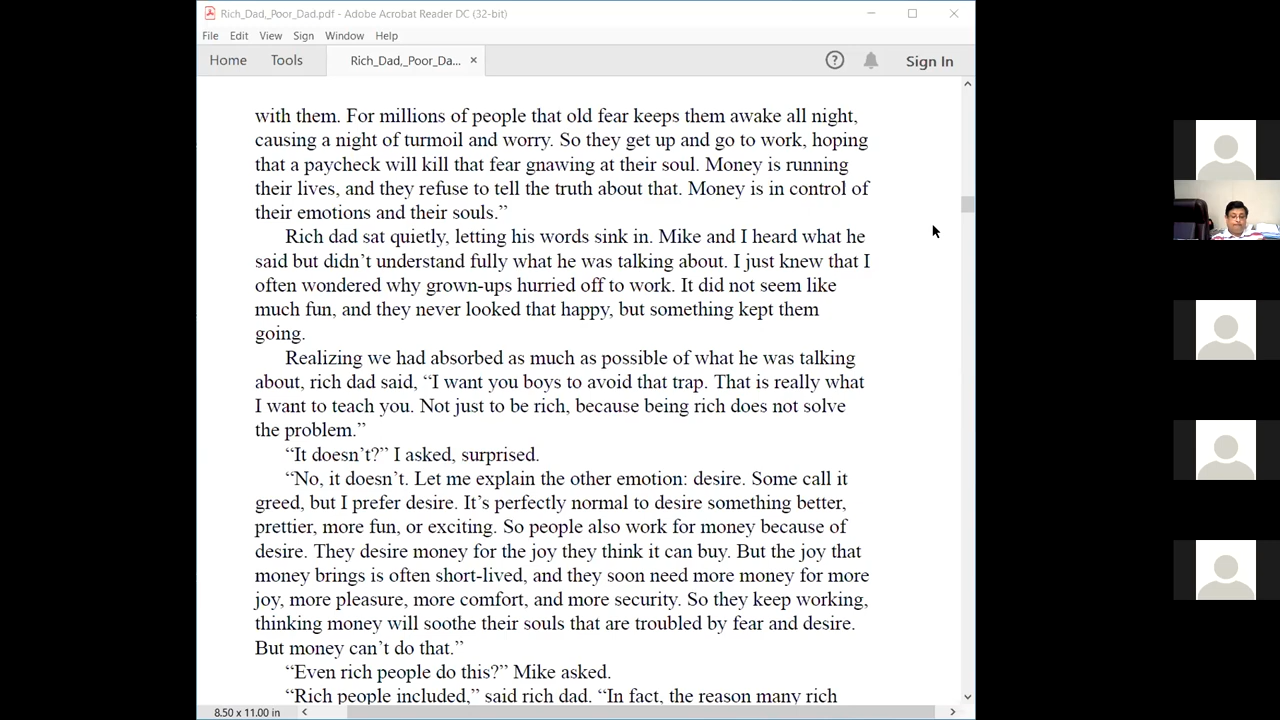 Rich_Dad,_Poor_Dad.pdf - Adobe Acrobat Reader DC (32-bit)
File Edit View Sign Window Help
Home Tools Rich_Dad,_Poor_Da... × Sign In
with them. For millions of people that old fear keeps them awake all night,
causing a night of turmoil and worry. So they get up and go to work, hoping
that a paycheck will kill that fear gnawing at their soul. Money is running
their lives, and they refuse to tell the truth about that. Money is in control of
their emotions and their souls.”
Rich dad sat quietly, letting his words sink in. Mike and I heard what he
said but didn’t understand fully what he was talking about. I just knew that I
often wondered why grown-ups hurried off to work. It did not seem like
much fun, and they never looked that happy, but something kept them
going.
Realizing we had absorbed as much as possible of what he was talking
about, rich dad said, “I want you boys to avoid that trap. That is really what
I want to teach you. Not just to be rich, because being rich does not solve
the problem.”
“It doesn’t?” I asked, surprised.
“No, it doesn’t. Let me explain the other emotion: desire. Some call it
greed, but I prefer desire. It’s perfectly normal to desire something better,
prettier, more fun, or exciting. So people also work for money because of
desire. They desire money for the joy they think it can buy. But the joy that
money brings is often short-lived, and they soon need more money for more
joy, more pleasure, more comfort, and more security. So they keep working,
thinking money will soothe their souls that are troubled by fear and desire.
But money can’t do that.”
“Even rich people do this?” Mike asked.
“Rich people included,” said rich dad. “In fact, the reason many rich
8.50 x 11.00 in